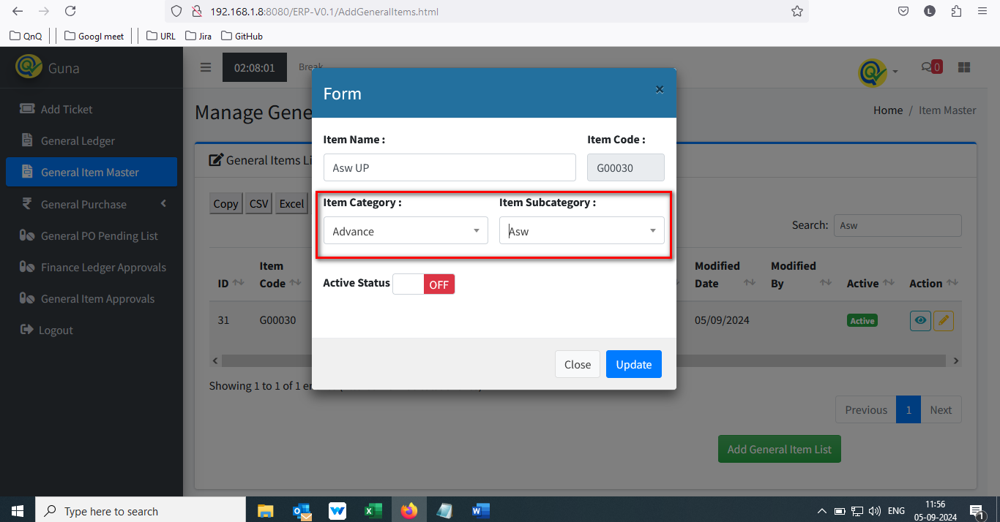 192.168.1.8:8080/ERP-V0.1/AddGeneralItems.html
L
QnQ
Googl meet
URL
Jira
GitHub
Guna
02:08:01
Break
0
Add Ticket
General Ledger
General Item Master
General Purchase
General PO Pending List
Finance Ledger Approvals
General Item Approvals
Logout
Manage Gene
Home / Item Master
General Items Li
Copy CSV Excel
Search: Asw
ID
Item Code
Modified Date
Modified By
Active
Action
31 G00030 05/09/2024 Active
Showing 1 to 1 of 1 e
Previous 1 Next
Add General Item List
Form
×
Item Name : Item Code :
Asw UP G00030
Item Category : Item Subcategory :
Advance Asw
Active Status OFF
Close Update
Type here to search
ENG
11:56
05-09-2024
1